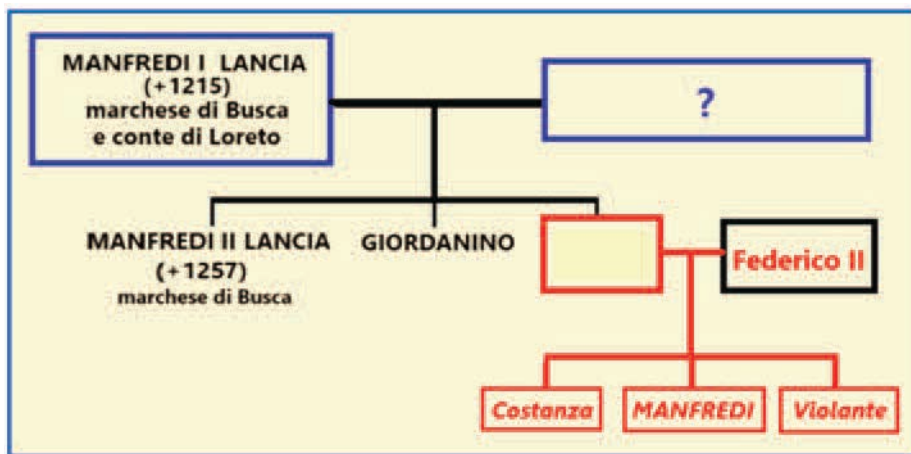 MANFREDI I LANCIA
(+1215)
marchese di Busca
e conte di Loreto
?
MANFREDI II LANCIA
(+1257)
marchese di Busca
GIORDANINO
Federico II
Costanza
MANFREDI
Violante